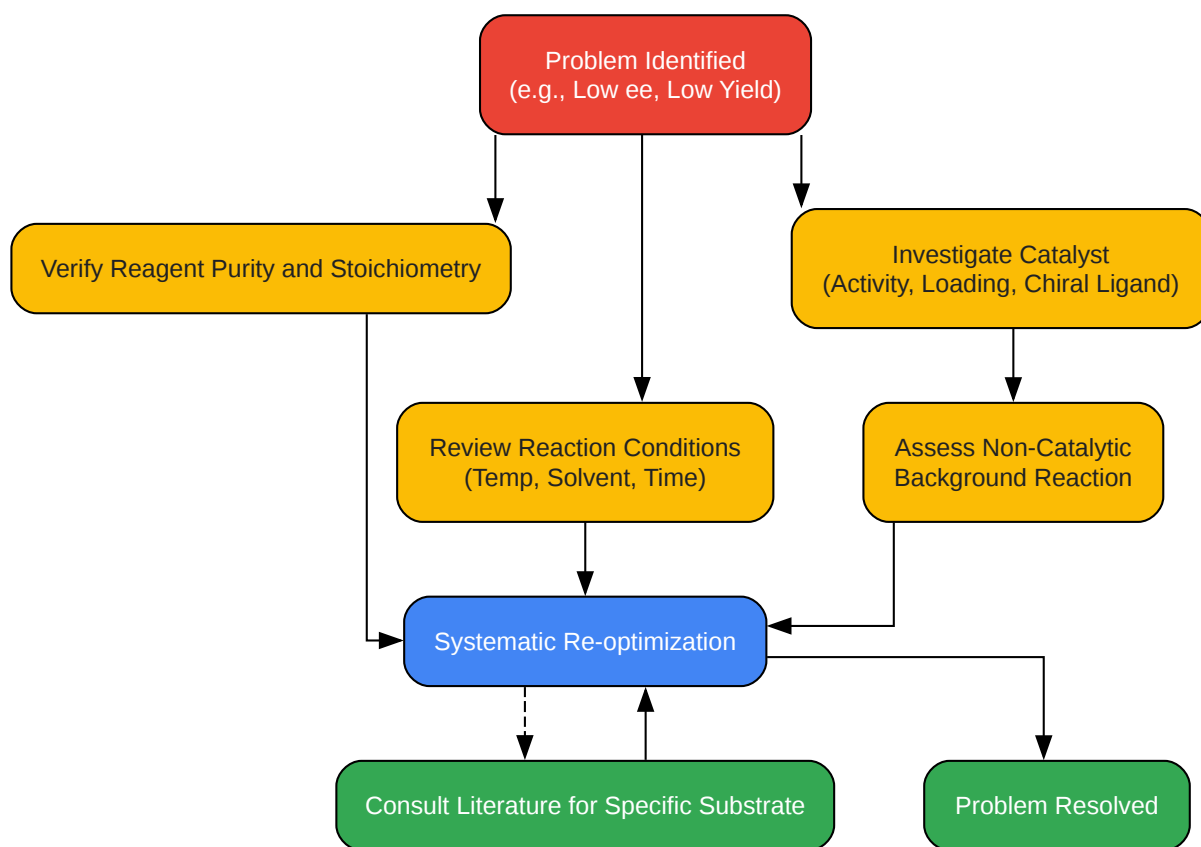 Problem Identified
(e.g., Low ee, Low Yield)
Verify Reagent Purity and Stoichiometry
Investigate Catalyst
(Activity, Loading, Chiral Ligand)
Review Reaction Conditions
(Temp, Solvent, Time)
Assess Non-Catalytic
Background Reaction
Systematic Re-optimization
Consult Literature for Specific Substrate
Problem Resolved